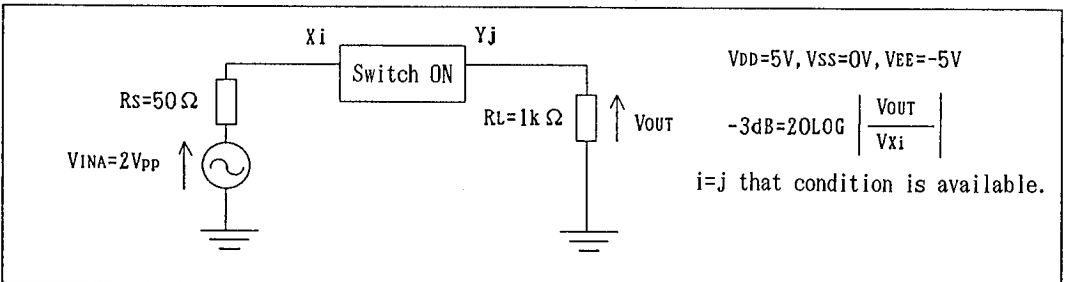 Xi
Yj
Switch ON
RS=50Ω
VINA=2Vpp
RL=1kΩ
VOUT
VDD=5V, VSS=0V, VEE=-5V
-3dB=20LOG | VOUT / VXi |
i=j that condition is available.